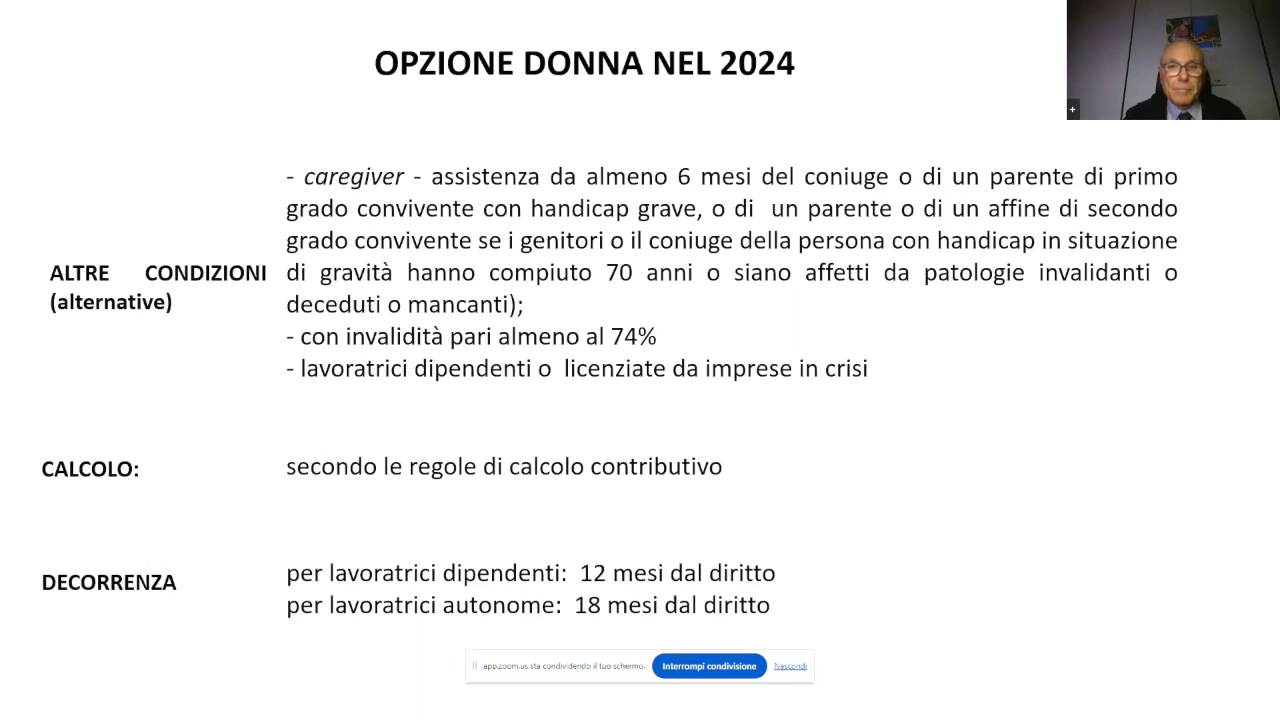 OPZIONE DONNA NEL 2024
+
- caregiver - assistenza da almeno 6 mesi del coniuge o di un parente di primo
grado convivente con handicap grave, o di un parente o di un affine di secondo
grado convivente se i genitori o il coniuge della persona con handicap in situazione
ALTRE CONDIZIONI
(alternative)
di gravità hanno compiuto 70 anni o siano affetti da patologie invalidanti o
deceduti o mancanti);
- con invalidità pari almeno al 74%
- lavoratrici dipendenti o licenziate da imprese in crisi
CALCOLO:
secondo le regole di calcolo contributivo
DECORRENZA
per lavoratrici dipendenti: 12 mesi dal diritto
per lavoratrici autonome: 18 mesi dal diritto
app.zoom.us sta condividendo il tuo schermo.
Interrompi condivisione
Nascondi